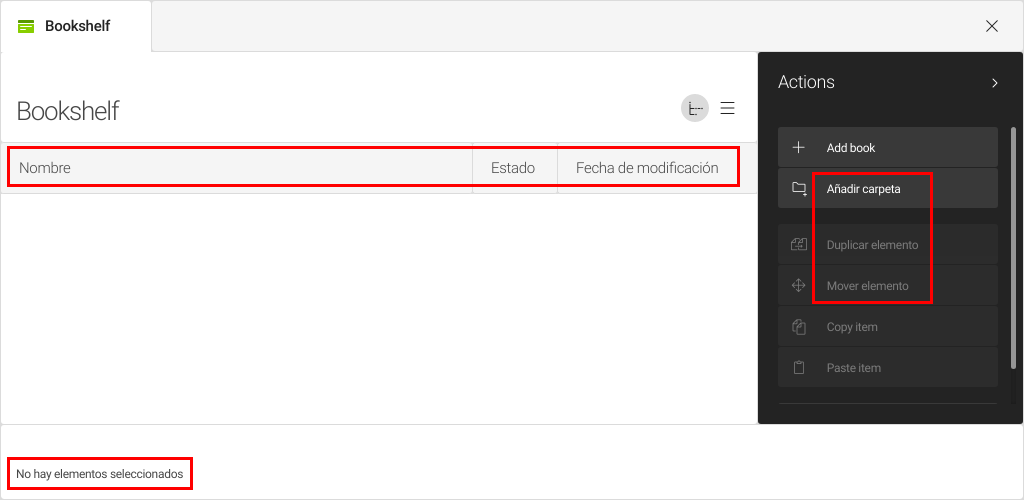 Bookshelf
Actions
Bookshelf
Nombre Estado Fecha de modificación
Add book
Añadir carpeta
Duplicar elemento
Mover elemento
Copy item
Paste item
No hay elementos seleccionados